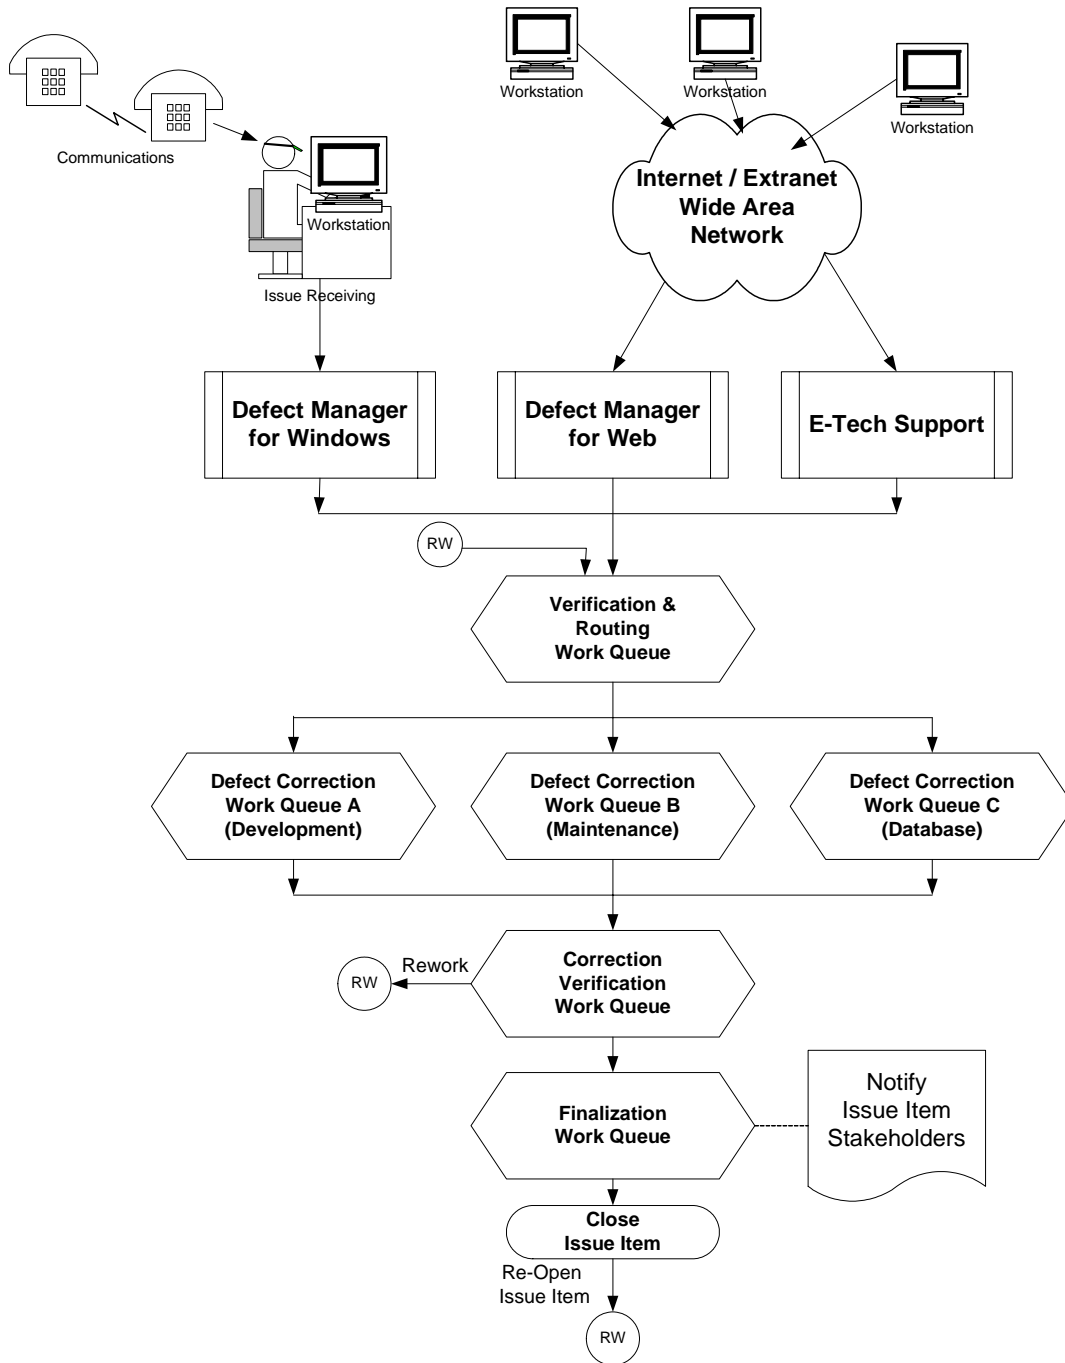 Workstation
Workstation
Workstation
Communications
Internet / Extranet
Wide Area
Network
Workstation
Issue Receiving
Defect Manager
for Windows
Defect Manager
for Web
E-Tech Support
RW
Verification &
Routing
Work Queue
Defect Correction
Work Queue A
(Development)
Defect Correction
Work Queue B
(Maintenance)
Defect Correction
Work Queue C
(Database)
Correction
Verification
Work Queue
Rework
RW
Finalization
Work Queue
Notify
Issue Item
Stakeholders
Close
Issue Item
Re-Open
Issue Item
RW